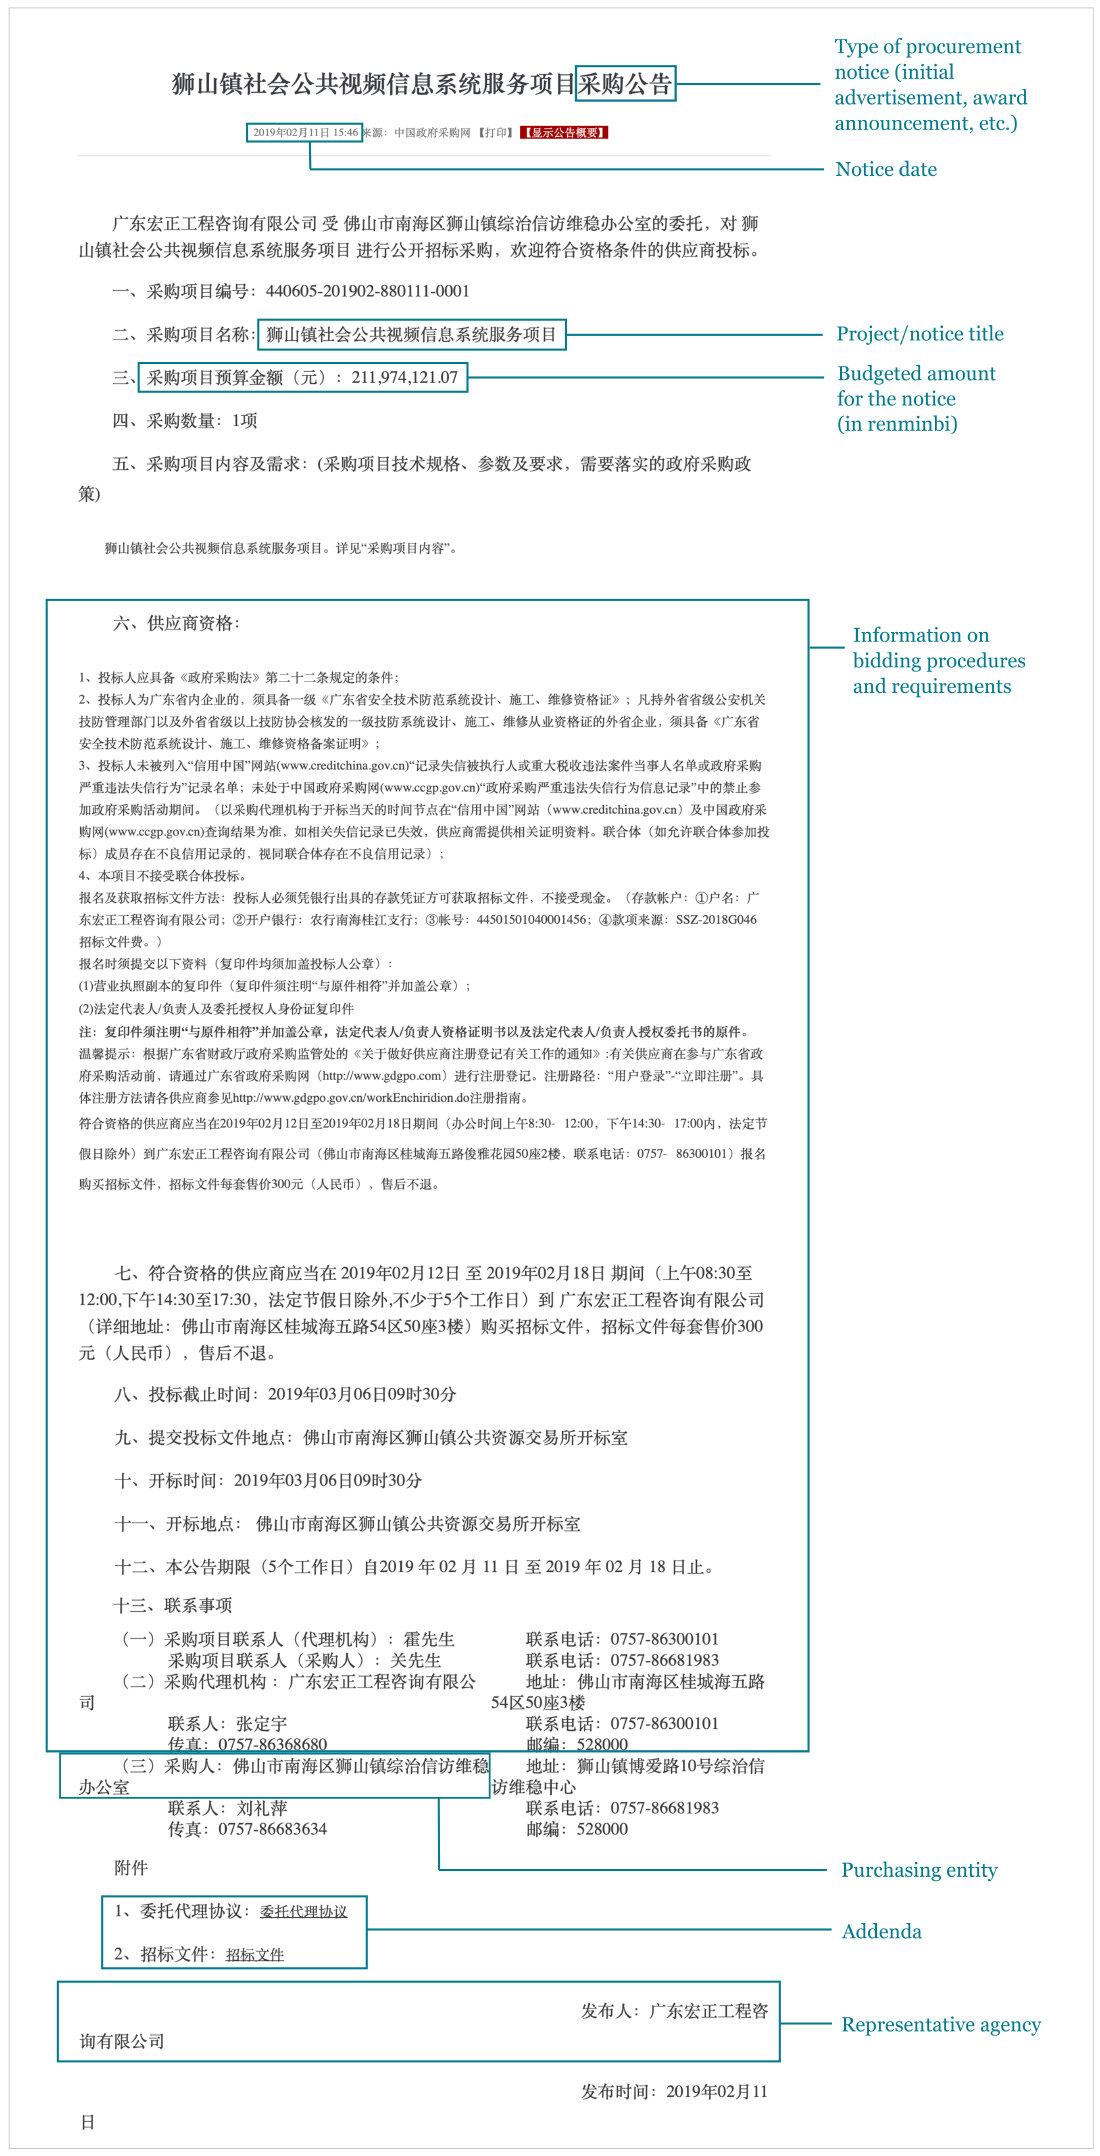 狮山镇社会公共视频信息系统服务项目采购公告
2019年02月11日 15:46 来源：中国政府采购网 【打印】 【显示公告概要】
Type of procurement
notice (initial
advertisement, award
announcement, etc.)
Notice date
广东宏正工程咨询有限公司 受 佛山市南海区狮山镇综治信访维稳办公室的委托，对 狮
山镇社会公共视频信息系统服务项目 进行公开招标采购，欢迎符合资格条件的供应商投标。
一、采购项目编号：440605-201902-880111-0001
二、采购项目名称：狮山镇社会公共视频信息系统服务项目
Project/notice title
三、采购项目预算金额（元）：211,974,121.07
Budgeted amount
for the notice
(in renminbi)
四、采购数量：1项
五、采购项目内容及需求：(采购项目技术规格、参数及要求，需要落实的政府采购政
策)
狮山镇社会公共视频信息系统服务项目。详见“采购项目内容”。
六、供应商资格：
Information on
bidding procedures
and requirements
1、投标人应具备《政府采购法》第二十二条规定的条件；
2、投标人为广东省内企业的，须具备一级《广东省安全技术防范系统设计、施工、维修资格证》；凡持外省省级公安机关
技防管理部门以及外省省级以上技防协会核发的一级技防系统设计、施工、维修从业资格证的外省企业，须具备《广东省
安全技术防范系统设计、施工、维修资格备案证明》；
3、投标人未被列入“信用中国”网站(www.creditchina.gov.cn)“记录失信被执行人或重大税收违法案件当事人名单或政府采购
严重违法失信行为”记录名单；未处于中国政府采购网(www.ccgp.gov.cn)“政府采购严重违法失信行为信息记录”中的禁止参
加政府采购活动期间。（以采购代理机构于开标当天的时间节点在“信用中国”网站（www.creditchina.gov.cn）及中国政府采
购网(www.ccgp.gov.cn)查询结果为准，如相关失信记录已失效，供应商需提供相关证明资料。联合体（如允许联合体参加投
标）成员存在不良信用记录的，视同联合体存在不良信用记录）；
4、本项目不接受联合体投标。
报名及获取招标文件方法：投标人必须凭银行出具的存款凭证方可获取招标文件，不接受现金。（存款帐户：①户名：广
东宏正工程咨询有限公司；②开户银行：农行南海桂江支行；③帐号：44501501040001456；④款项来源：SSZ-2018G046
招标文件费。）
报名时须提交以下资料（复印件均须加盖投标人公章）：
(1)营业执照副本的复印件（复印件须注明“与原件相符”并加盖公章）；
(2)法定代表人/负责人及委托授权人身份证复印件
注：复印件须注明“与原件相符”并加盖公章，法定代表人/负责人资格证明书以及法定代表人/负责人授权委托书的原件。
温馨提示：根据广东省财政厅政府采购监管处的《关于做好供应商注册登记有关工作的通知》:有关供应商在参与广东省政
府采购活动前，请通过广东省政府采购网（http://www.gdgpo.com）进行注册登记。注册路径：“用户登录”-“立即注册”。具
体注册方法请各供应商参见http://www.gdgpo.gov.cn/workEnchiridion.do注册指南。
符合资格的供应商应当在2019年02月12日至2019年02月18日期间（办公时间上午8:30- 12:00，下午14:30- 17:00内，法定节
假日除外）到广东宏正工程咨询有限公司（佛山市南海区桂城海五路俊雅花园50座2楼，联系电话：0757- 86300101）报名
购买招标文件，招标文件每套售价300元（人民币），售后不退。
七、符合资格的供应商应当在 2019年02月12日 至 2019年02月18日 期间（上午08:30至
12:00,下午14:30至17:30，法定节假日除外,不少于5个工作日）到 广东宏正工程咨询有限公司
（详细地址：佛山市南海区桂城海五路54区50座3楼）购买招标文件，招标文件每套售价300
元（人民币），售后不退。
八、投标截止时间：2019年03月06日09时30分
九、提交投标文件地点：佛山市南海区狮山镇公共资源交易所开标室
十、开标时间：2019年03月06日09时30分
十一、开标地点： 佛山市南海区狮山镇公共资源交易所开标室
十二、本公告期限（5个工作日）自2019 年 02 月 11 日 至 2019 年 02 月 18 日止。
十三、联系事项
（一）采购项目联系人（代理机构）：霍先生 联系电话：0757-86300101
采购项目联系人（采购人）：关先生 联系电话：0757-86681983
（二）采购代理机构 ：广东宏正工程咨询有限公 地址：佛山市南海区桂城海五路
司 54区50座3楼
联系人：张定宇 联系电话：0757-86300101
传真：0757-86368680 邮编：528000
（三）采购人：佛山市南海区狮山镇综治信访维稳 地址：狮山镇博爱路10号综治信
办公室 访维稳中心
联系人：刘礼萍 联系电话：0757-86681983
传真：0757-86683634 邮编：528000
附件
Purchasing entity
1、委托代理协议：委托代理协议
Addenda
2、招标文件：招标文件
发布人：广东宏正工程咨
Representative agency
询有限公司
发布时间：2019年02月11
日